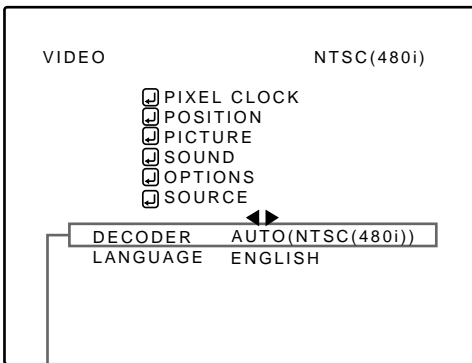 VIDEO NTSC(480i)
PIXEL CLOCK
POSITION
PICTURE
SOUND
OPTIONS
SOURCE
DECODER AUTO(NTSC(480i))
LANGUAGE ENGLISH